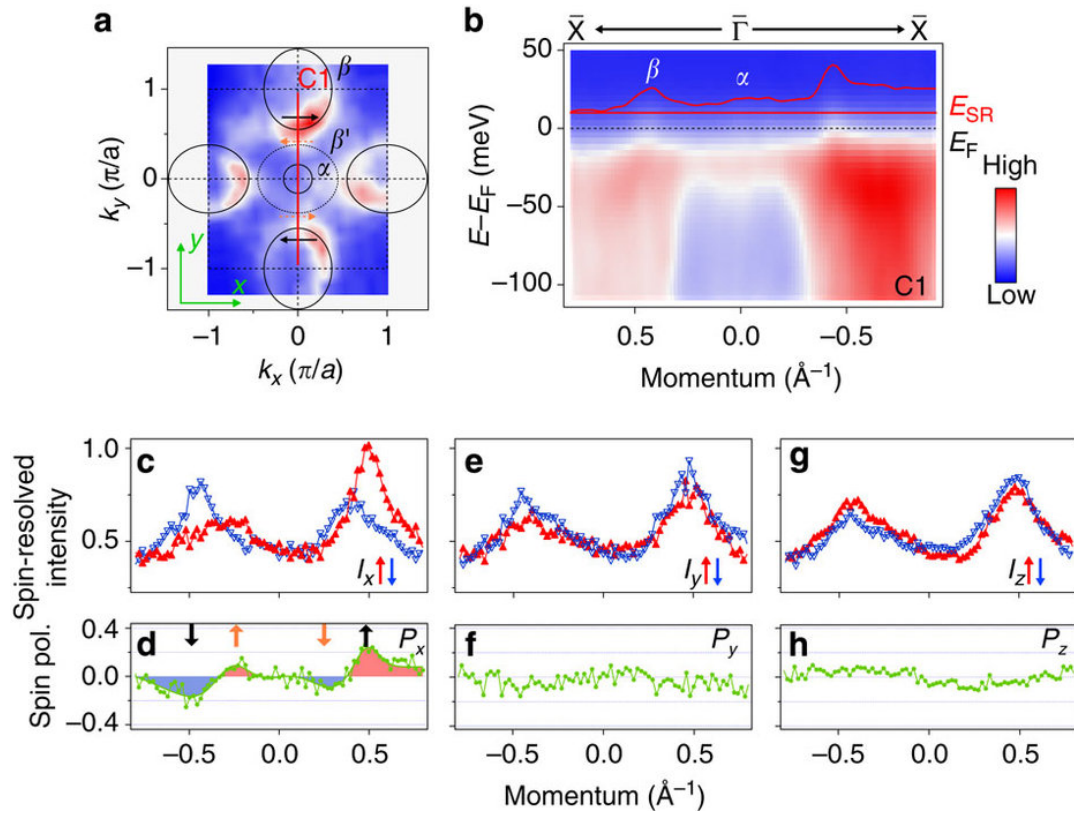 a
1
0
−1
k_y (π/a)
C1
β
β'
α
y
x
−1 0 1
k_x (π/a)
b
X̄ Γ̄ X̄
50
0
−50
−100
E–E_F (meV)
β α
E_SR
E_F
C1
0.5 0.0 −0.5
Momentum (Å⁻¹)
High
Low
c e g
1.0
0.5
Spin-resolved
intensity
I_x I_y I_z
d f h
P_x P_y P_z
0.4
0.0
−0.4
Spin pol.
−0.5 0.0 0.5 −0.5 0.0 0.5 −0.5 0.0 0.5
Momentum (Å⁻¹)